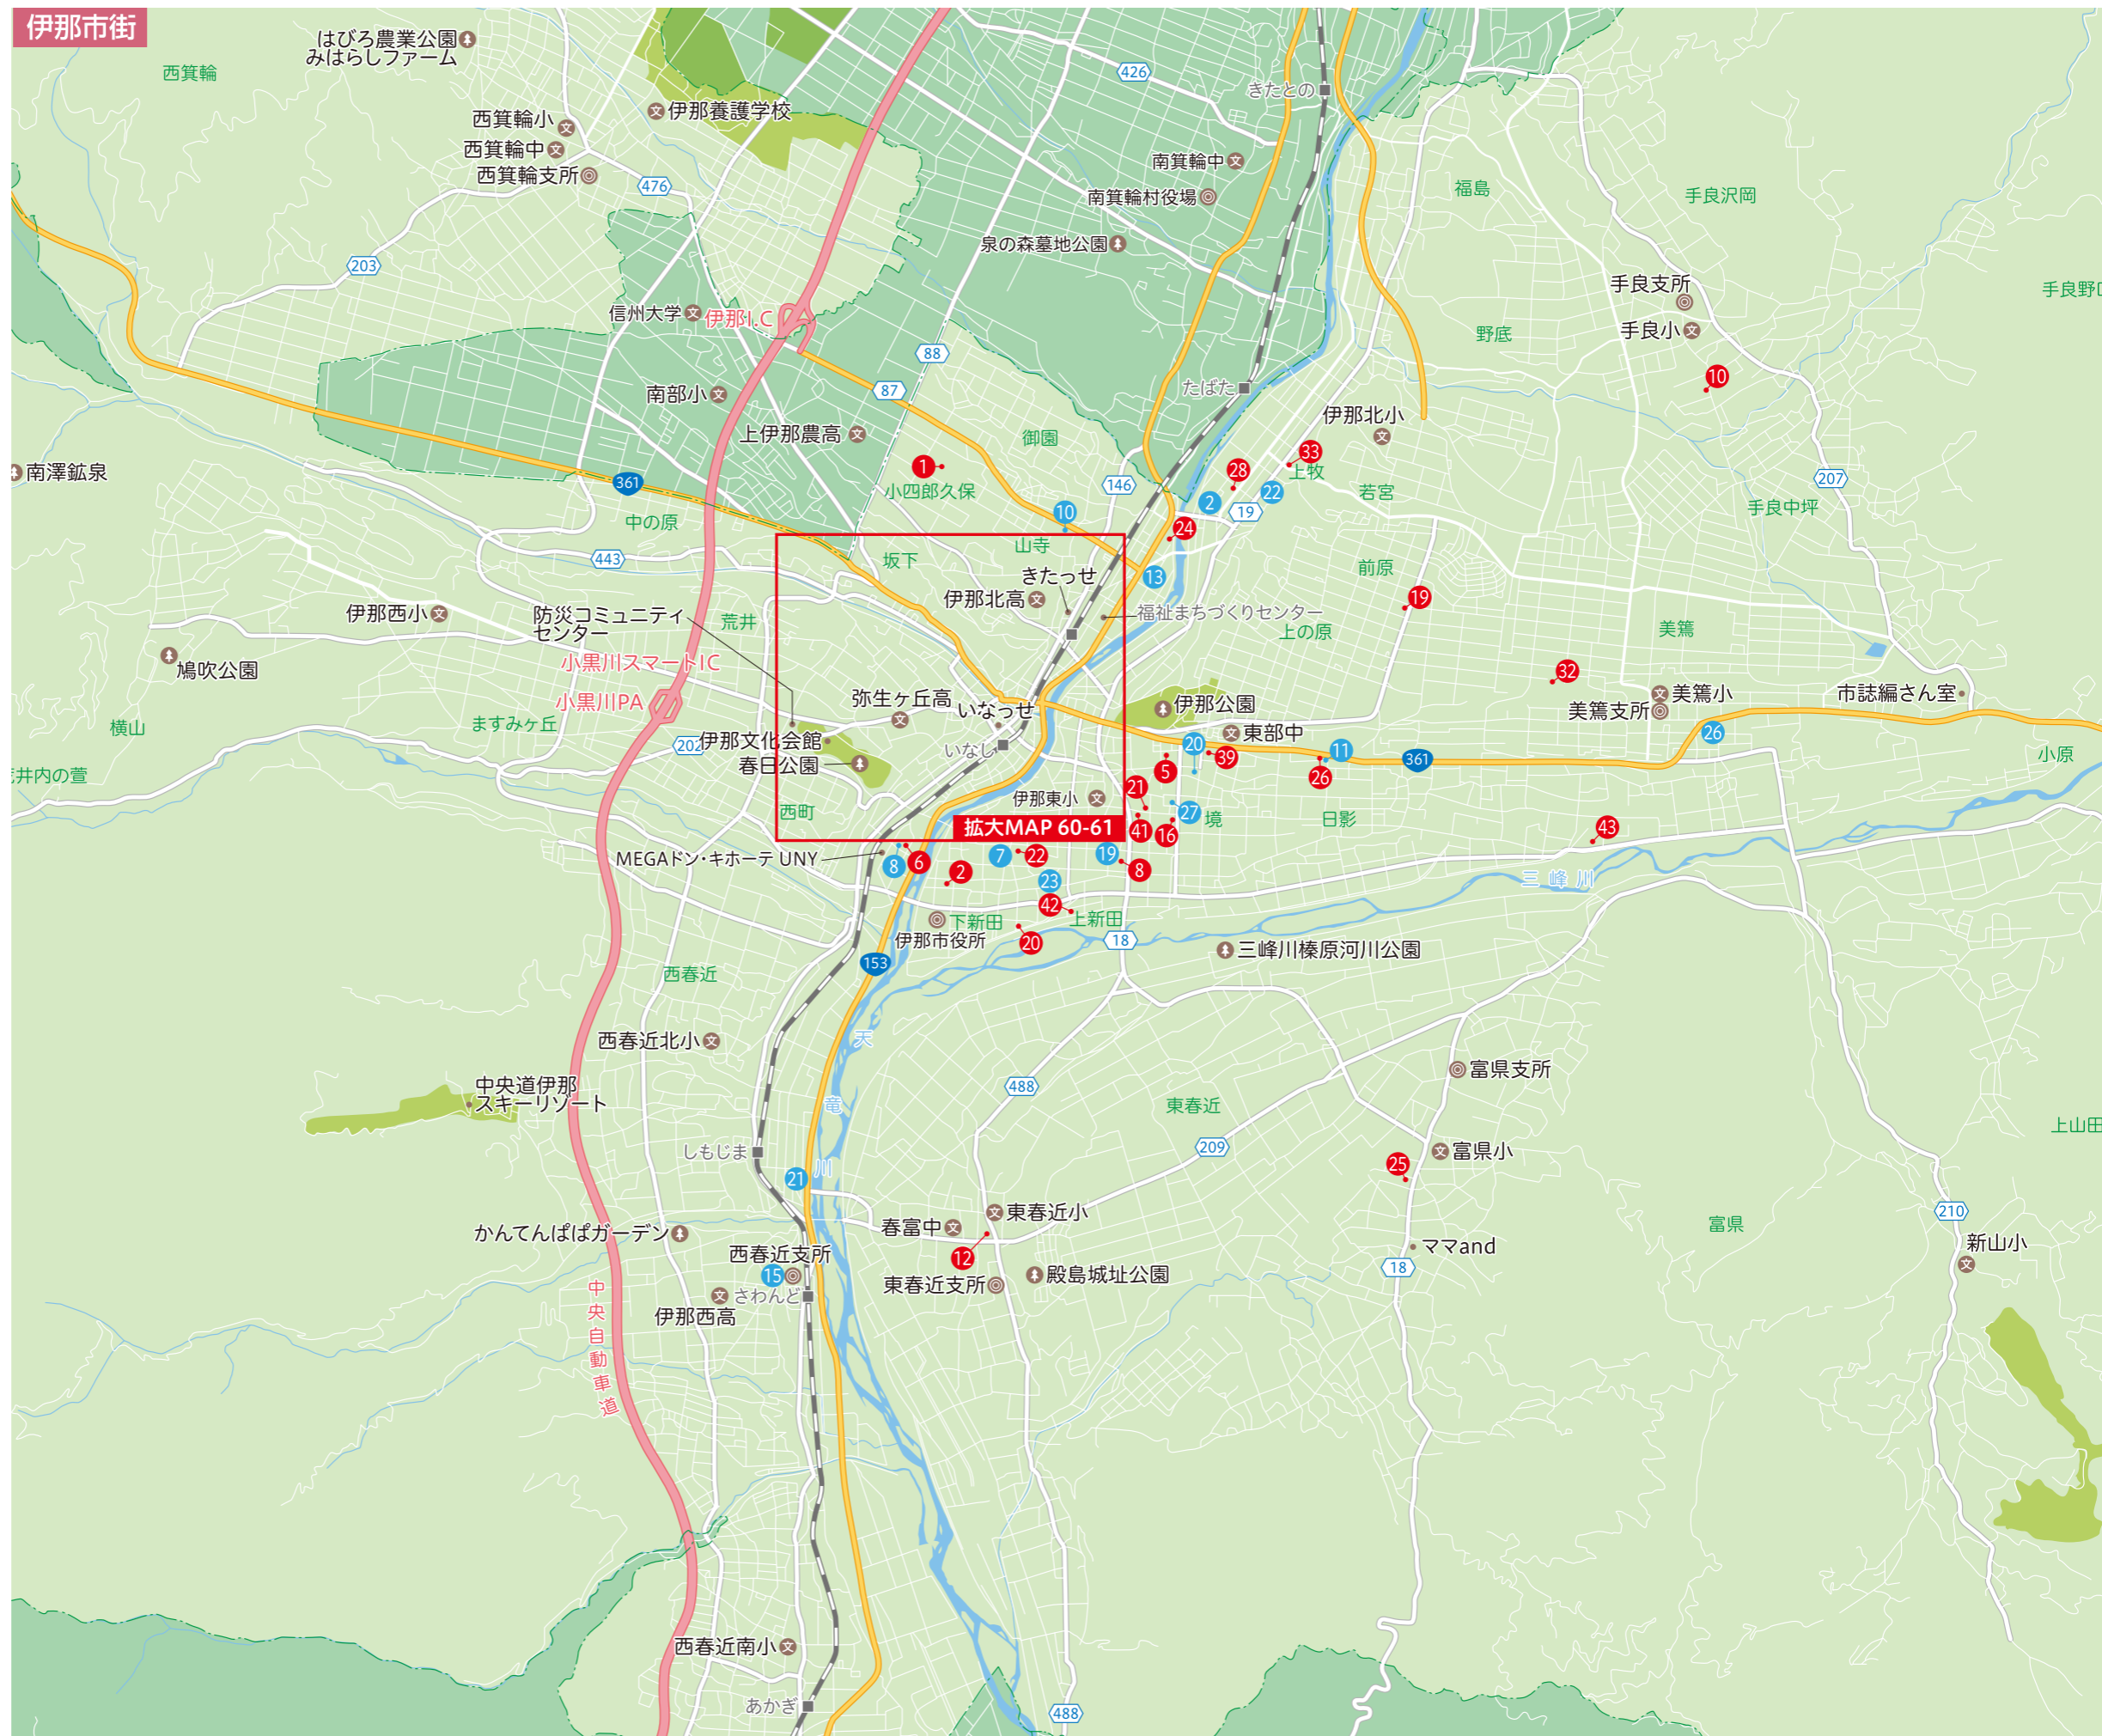 伊那市街
はびろ農業公園
みはらしファーム
西箕輪
426
きたとの
伊那養護学校
西箕輪小
西箕輪中
西箕輪支所
476
南箕輪中
南箕輪村役場
福島
手良沢岡
泉の森墓地公園
203
手良支所
信州大学
伊那I.C
手良小
野底
88
87
10
南部小
たばた
伊那北小
上伊那農高
御園
33
1
28
上牧
南澤鉱泉
361
小四郎久保
146
2
22
若宮
207
10
19
手良中坪
中の原
24
山寺
443
坂下
前原
きたっせ
13
伊那北高
19
伊那西小
防災コミュニティ
センター
荒井
福祉まちづくりセンター
上の原
美篶
鳩吹公園
小黒川スマートIC
32
小黒川PA
弥生ヶ丘高
いなっせ
伊那公園
美篶小
市誌編さん室
美篶支所
横山
ますみヶ丘
202
伊那文化会館
いなし
東部中
26
20
11
39
361
小原
春日公園
5
26
21
伊那東小
27
境
日影
西町
拡大MAP 60-61
41
16
43
MEGAドン・キホーテ UNY
8
6
7
22
19
8
2
23
三峰川
42
下新田
上新田
伊那市役所
20
18
三峰川榛原河川公園
153
西春近
天
竜
川
西春近北小
富県支所
中央道伊那
スキーリゾート
488
東春近
上山田
209
しもじま
富県小
25
21
東春近小
210
かんてんぱぱガーデン
春富中
富県
西春近支所
12
ママand
新山小
15
東春近支所
殿島城址公園
18
さわんど
伊那西高
中央自動車道
西春近南小
あかぎ
488